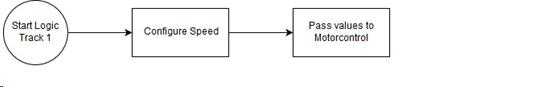 Start Logic
Track 1
Configure Speed
Pass values to
Motorcontrol